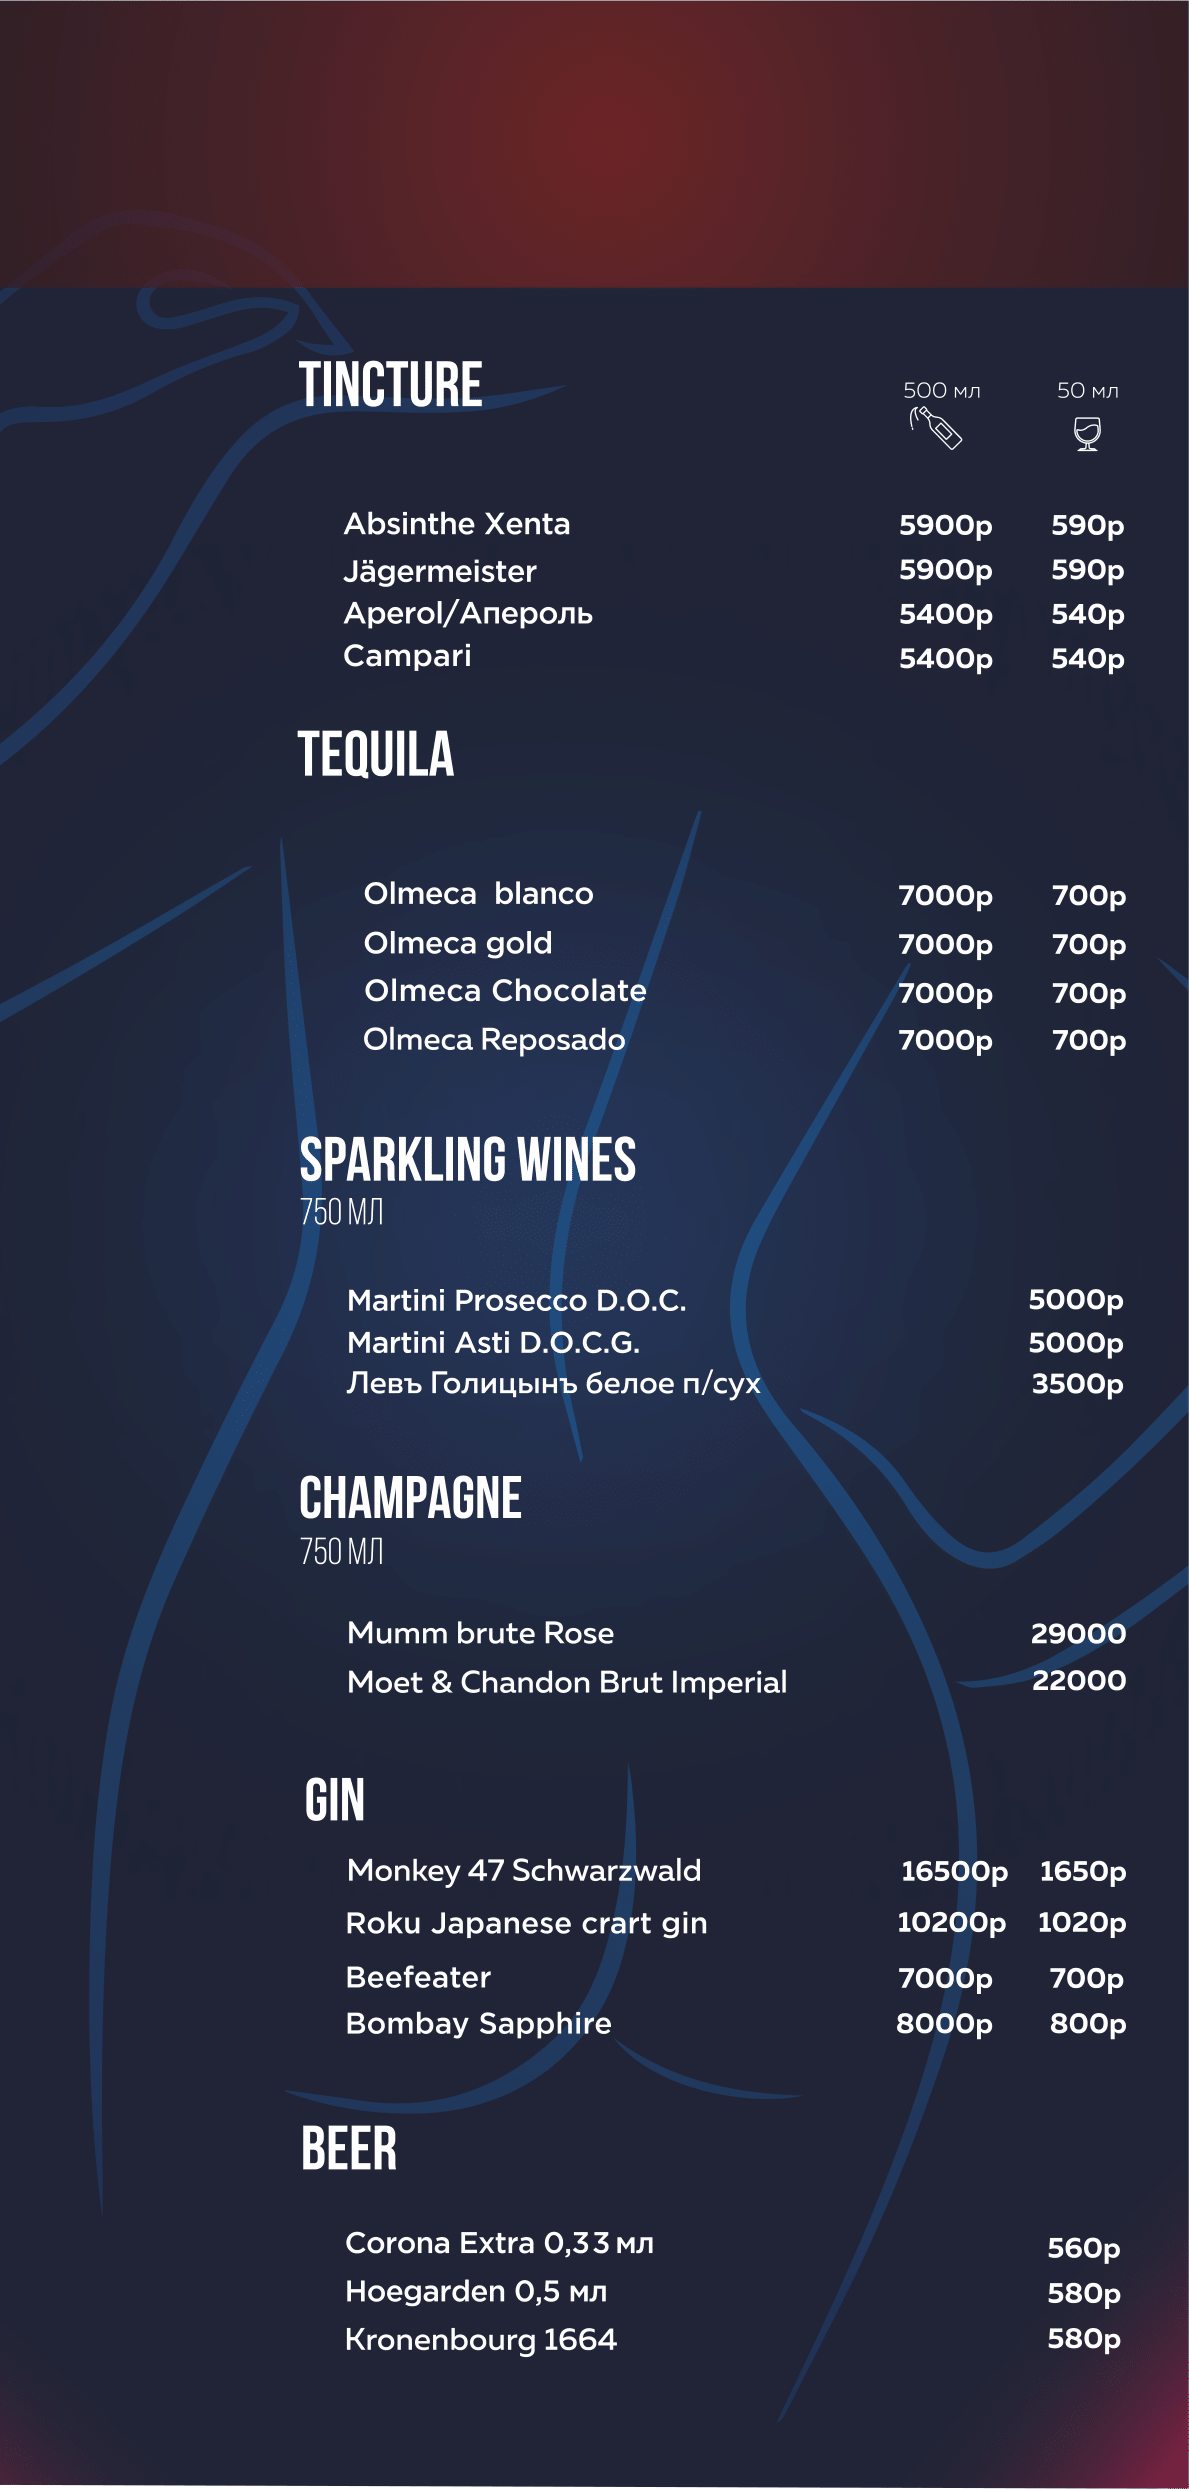 TINCTURE
500 мл 50 мл
Absinthe Xenta 5900р 590р
Jägermeister 5900р 590р
Aperol/Апероль 5400р 540р
Campari 5400р 540р
TEQUILA
Olmeca blanco 7000р 700р
Olmeca gold 7000р 700р
Olmeca Chocolate 7000р 700р
Olmeca Reposado 7000р 700р
SPARKLING WINES
750 МЛ
Martini Prosecco D.O.C. 5000р
Martini Asti D.O.C.G. 5000р
Левъ Голицынъ белое п/сух 3500р
CHAMPAGNE
750 МЛ
Mumm brute Rose 29000
Moet & Chandon Brut Imperial 22000
GIN
Monkey 47 Schwarzwald 16500р 1650р
Roku Japanese crart gin 10200р 1020р
Beefeater 7000р 700р
Bombay Sapphire 8000р 800р
BEER
Corona Extra 0,33 мл 560р
Hoegarden 0,5 мл 580р
Kronenbourg 1664 580р